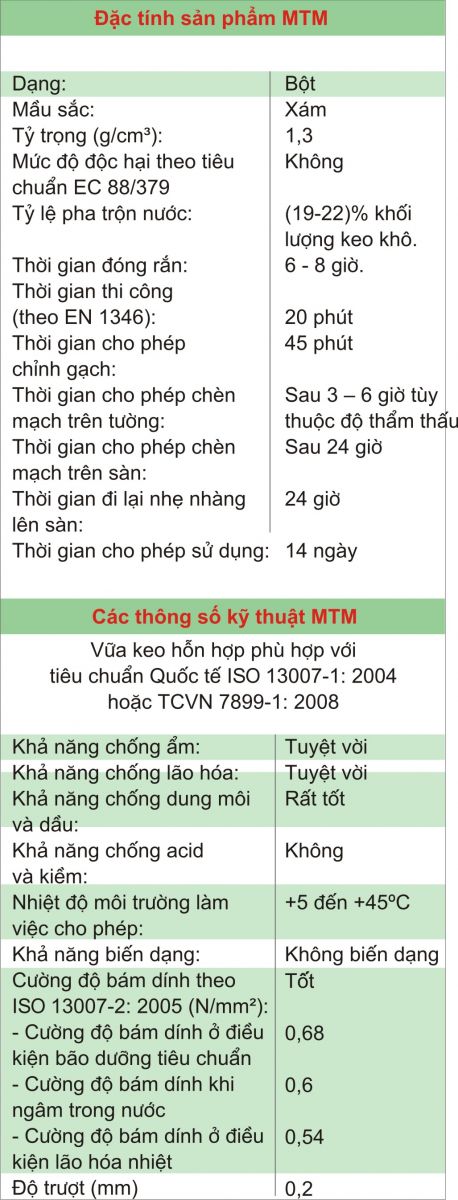 Đặc tính sản phẩm MTM
Dạng: Bột
Mầu sắc: Xám
Tỷ trọng (g/cm³): 1,3
Mức độ độc hại theo tiêu Không
chuẩn EC 88/379
Tỷ lệ pha trộn nước: (19-22)% khối
lượng keo khô.
Thời gian đóng rắn: 6 - 8 giờ.
Thời gian thi công
(theo EN 1346): 20 phút
Thời gian cho phép 45 phút
chỉnh gạch:
Thời gian cho phép chèn Sau 3 – 6 giờ tùy
mạch trên tường: thuộc độ thẩm thấu
Thời gian cho phép chèn Sau 24 giờ
mạch trên sàn:
Thời gian đi lại nhẹ nhàng 24 giờ
lên sàn:
Thời gian cho phép sử dụng: 14 ngày
Các thông số kỹ thuật MTM
Vữa keo hỗn hợp phù hợp với
tiêu chuẩn Quốc tế ISO 13007-1: 2004
hoặc TCVN 7899-1: 2008
Khả năng chống ẩm: Tuyệt vời
Khả năng chống lão hóa: Tuyệt vời
Khả năng chống dung môi Rất tốt
và dầu:
Khả năng chống acid Không
và kiềm:
Nhiệt độ môi trường làm +5 đến +45ºC
việc cho phép:
Khả năng biến dạng: Không biến dạng
Cường độ bám dính theo Tốt
ISO 13007-2: 2005 (N/mm²):
- Cường độ bám dính ở điều 0,68
kiện bão dưỡng tiêu chuẩn
- Cường độ bám dính khi 0,6
ngâm trong nước
- Cường độ bám dính ở điều 0,54
kiện lão hóa nhiệt
Độ trượt (mm) 0,2